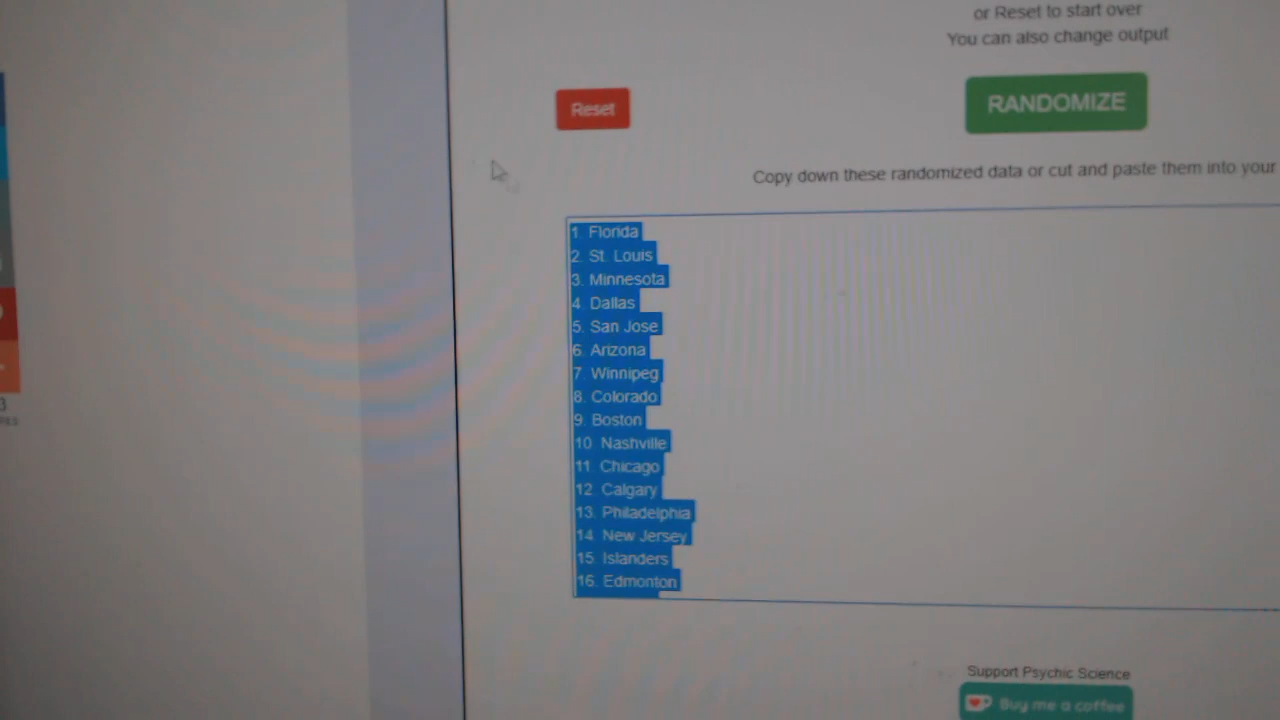 or Reset to start over
You can also change output
Reset
RANDOMIZE
Copy down these randomized data or cut and paste them into your
1. Florida
2. St. Louis
3. Minnesota
4. Dallas
5. San Jose
6. Arizona
7. Winnipeg
8. Colorado
9. Boston
10. Nashville
11. Chicago
12. Calgary
13. Philadelphia
14. New Jersey
15. Islanders
16. Edmonton
Support Psychic Science
Buy me a coffee